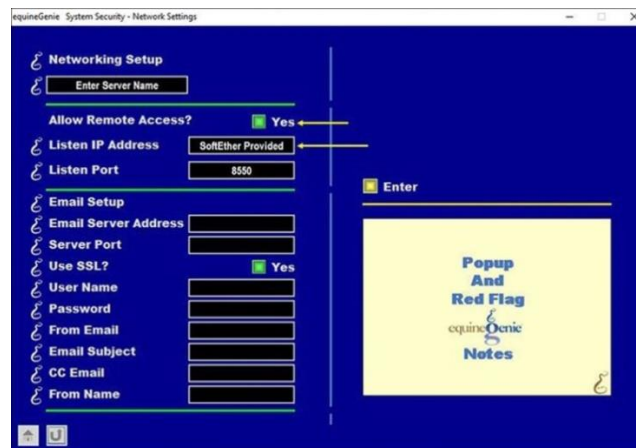 equineGenie System Security - Network Settings
Networking Setup
Enter Server Name
Allow Remote Access? Yes
Listen IP Address SoftEther Provided
Listen Port 8550
Email Setup
Email Server Address
Server Port
Use SSL? Yes
User Name
Password
From Email
Email Subject
CC Email
From Name
Enter
Popup
And
Red Flag
equineGenie
Notes